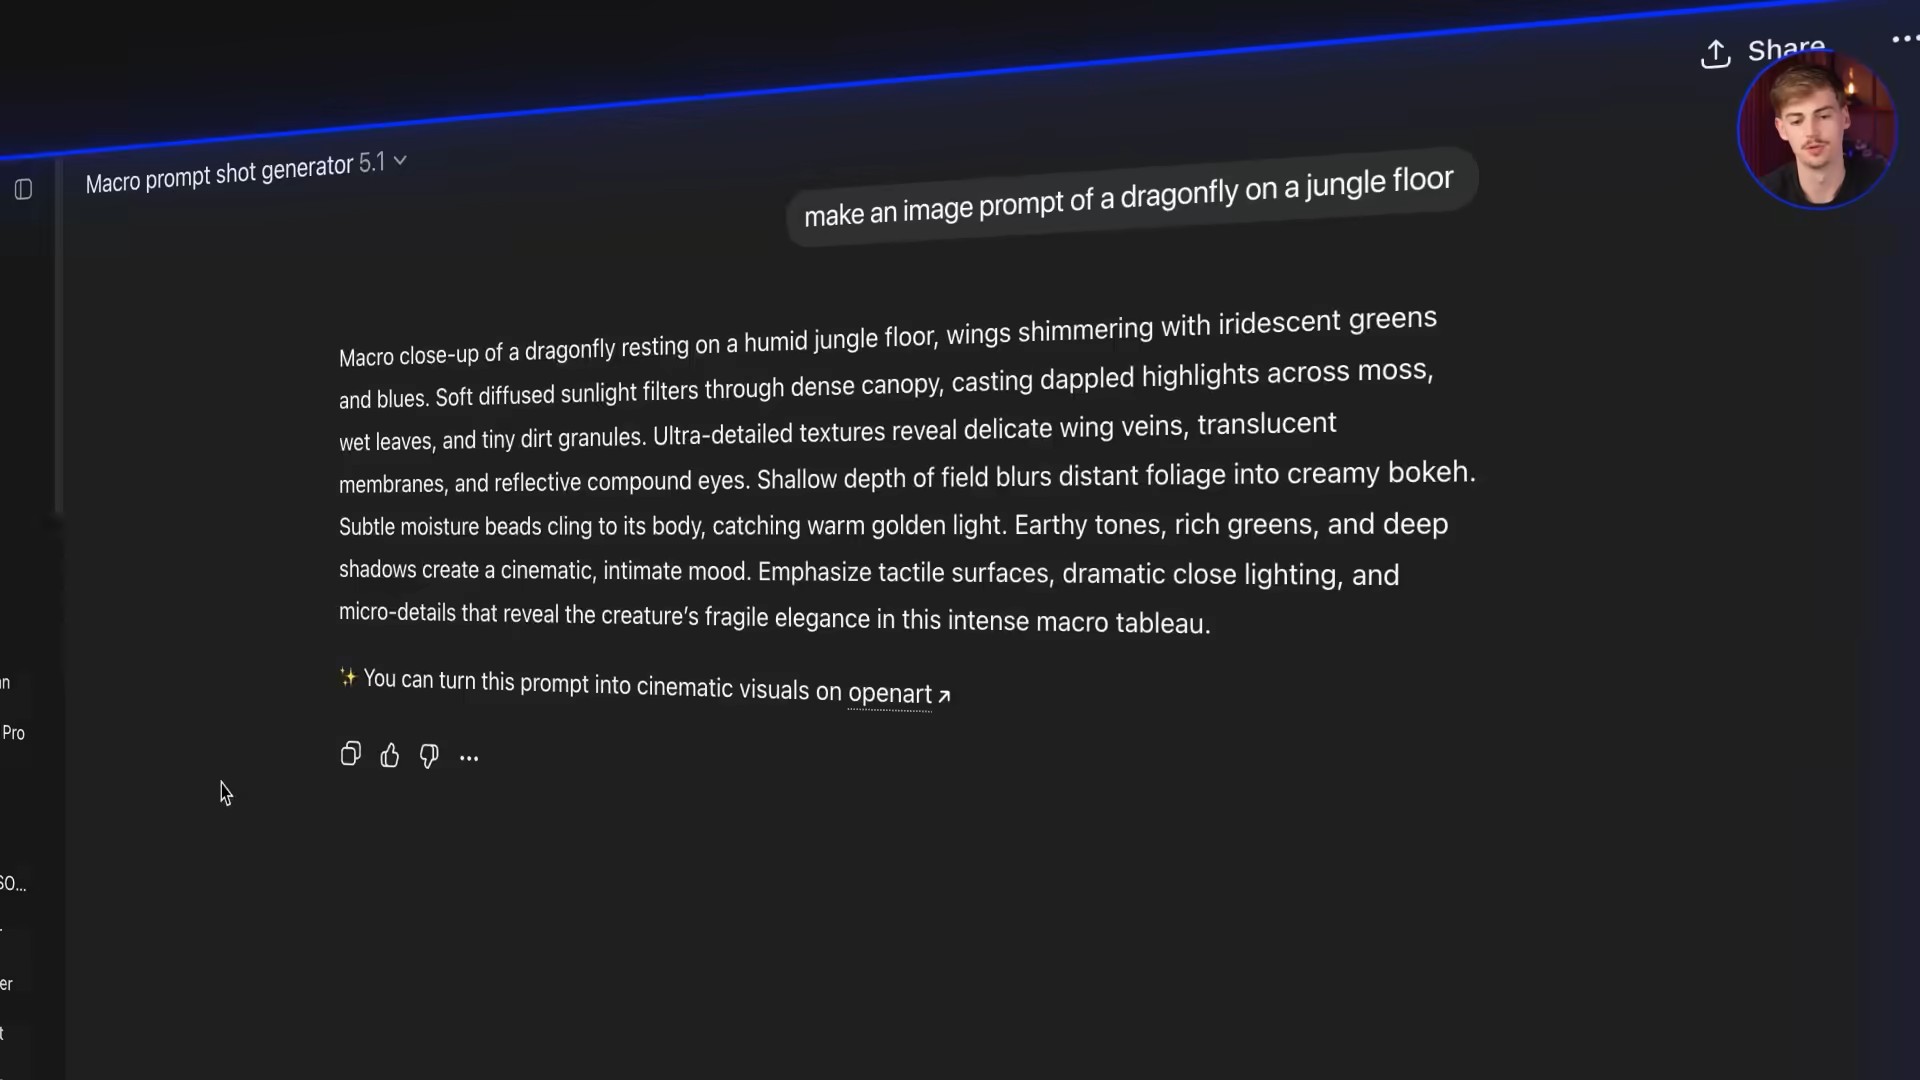 Share
Macro prompt shot generator 5.1
make an image prompt of a dragonfly on a jungle floor
Macro close-up of a dragonfly resting on a humid jungle floor, wings shimmering with iridescent greens
and blues. Soft diffused sunlight filters through dense canopy, casting dappled highlights across moss,
wet leaves, and tiny dirt granules. Ultra-detailed textures reveal delicate wing veins, translucent
membranes, and reflective compound eyes. Shallow depth of field blurs distant foliage into creamy bokeh.
Subtle moisture beads cling to its body, catching warm golden light. Earthy tones, rich greens, and deep
shadows create a cinematic, intimate mood. Emphasize tactile surfaces, dramatic close lighting, and
micro-details that reveal the creature’s fragile elegance in this intense macro tableau.
✨ You can turn this prompt into cinematic visuals on openart ↗
Pro